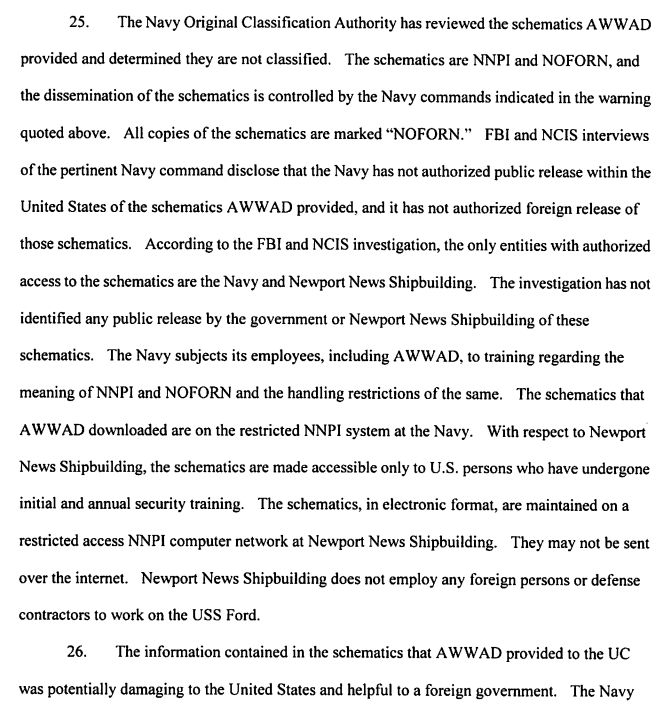 25. The Navy Original Classification Authority has reviewed the schematics AWWAD
provided and determined they are not classified. The schematics are NNPI and NOFORN, and
the dissemination of the schematics is controlled by the Navy commands indicated in the warning
quoted above. All copies of the schematics are marked “NOFORN.” FBI and NCIS interviews
of the pertinent Navy command disclose that the Navy has not authorized public release within the
United States of the schematics AWWAD provided, and it has not authorized foreign release of
those schematics. According to the FBI and NCIS investigation, the only entities with authorized
access to the schematics are the Navy and Newport News Shipbuilding. The investigation has not
identified any public release by the government or Newport News Shipbuilding of these
schematics. The Navy subjects its employees, including AWWAD, to training regarding the
meaning of NNPI and NOFORN and the handling restrictions of the same. The schematics that
AWWAD downloaded are on the restricted NNPI system at the Navy. With respect to Newport
News Shipbuilding, the schematics are made accessible only to U.S. persons who have undergone
initial and annual security training. The schematics, in electronic format, are maintained on a
restricted access NNPI computer network at Newport News Shipbuilding. They may not be sent
over the internet. Newport News Shipbuilding does not employ any foreign persons or defense
contractors to work on the USS Ford.
26. The information contained in the schematics that AWWAD provided to the UC
was potentially damaging to the United States and helpful to a foreign government. The Navy